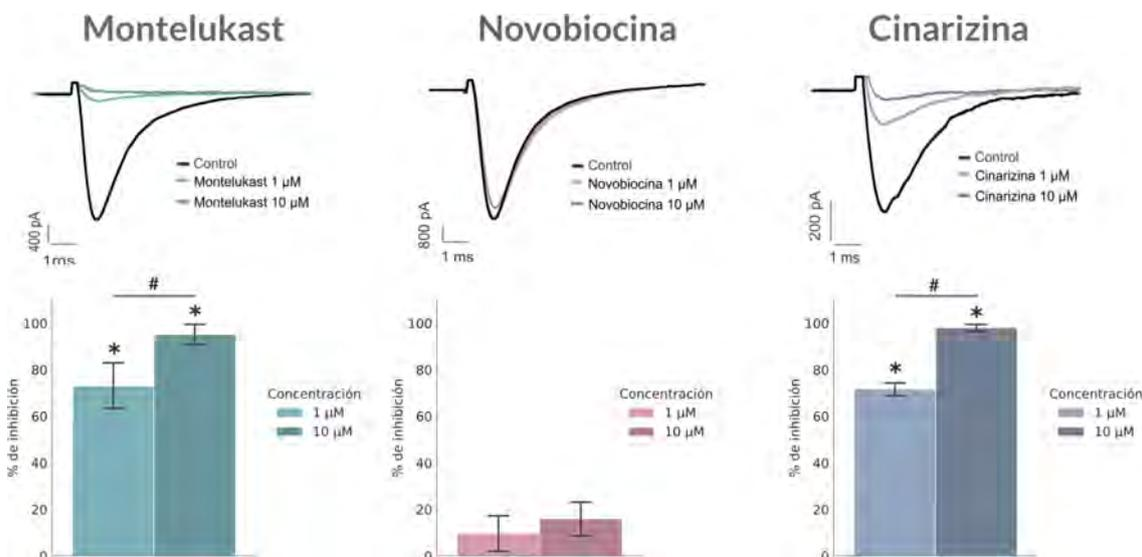 Montelukast
Control
Montelukast 1 µM
Montelukast 10 µM
400 pA
1ms
Novobiocina
Control
Novobiocina 1 µM
Novobiocina 10 µM
800 pA
1 ms
Cinarizina
Control
Cinarizina 1 µM
Cinarizina 10 µM
200 pA
1 ms
#
*
*
100
80
60
40
20
0
% de inhibición
Concentración
1 µM
10 µM
100
80
60
40
20
0
% de inhibición
Concentración
1 µM
10 µM
#
*
*
100
80
60
40
20
0
% de inhibición
Concentración
1 µM
10 µM